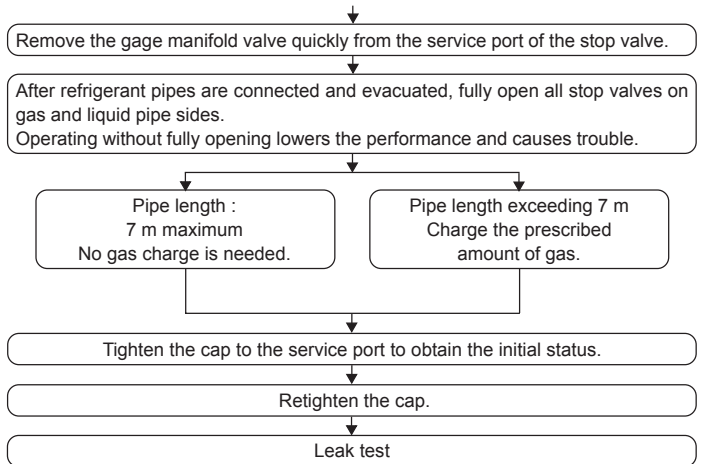 Remove the gage manifold valve quickly from the service port of the stop valve.
After refrigerant pipes are connected and evacuated, fully open all stop valves on
gas and liquid pipe sides.
Operating without fully opening lowers the performance and causes trouble.
Pipe length :
7 m maximum
No gas charge is needed.
Pipe length exceeding 7 m
Charge the prescribed
amount of gas.
Tighten the cap to the service port to obtain the initial status.
Retighten the cap.
Leak test